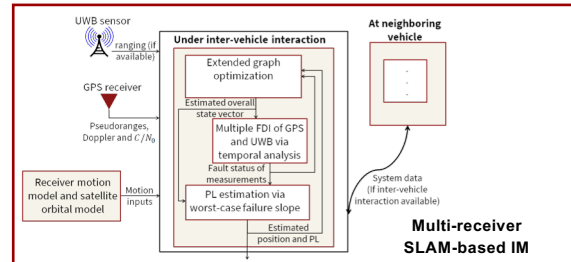 UWB sensor
ranging (if
available)
GPS receiver
Pseudoranges,
Doppler and C/N0
Receiver motion
model and satellite
orbital model
Motion
inputs
Under inter-vehicle interaction
Extended graph
optimization
Estimated overall
state vector
Multiple FDI of GPS
and UWB via
temporal analysis
Fault status of
measurements
PL estimation via
worst-case failure slope
Estimated
position and PL
At neighboring
vehicle
System data
(If inter-vehicle
interaction available)
Multi-receiver
SLAM-based IM